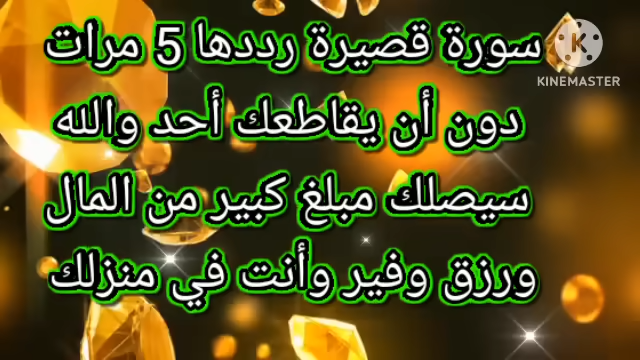 سورة قصيرة رددها 5 مرات
دون أن يقاطعك أحد والله
سيصلك مبلغ كبير من المال
ورزق وفير وأنت في منزلك
K
KINEMASTER